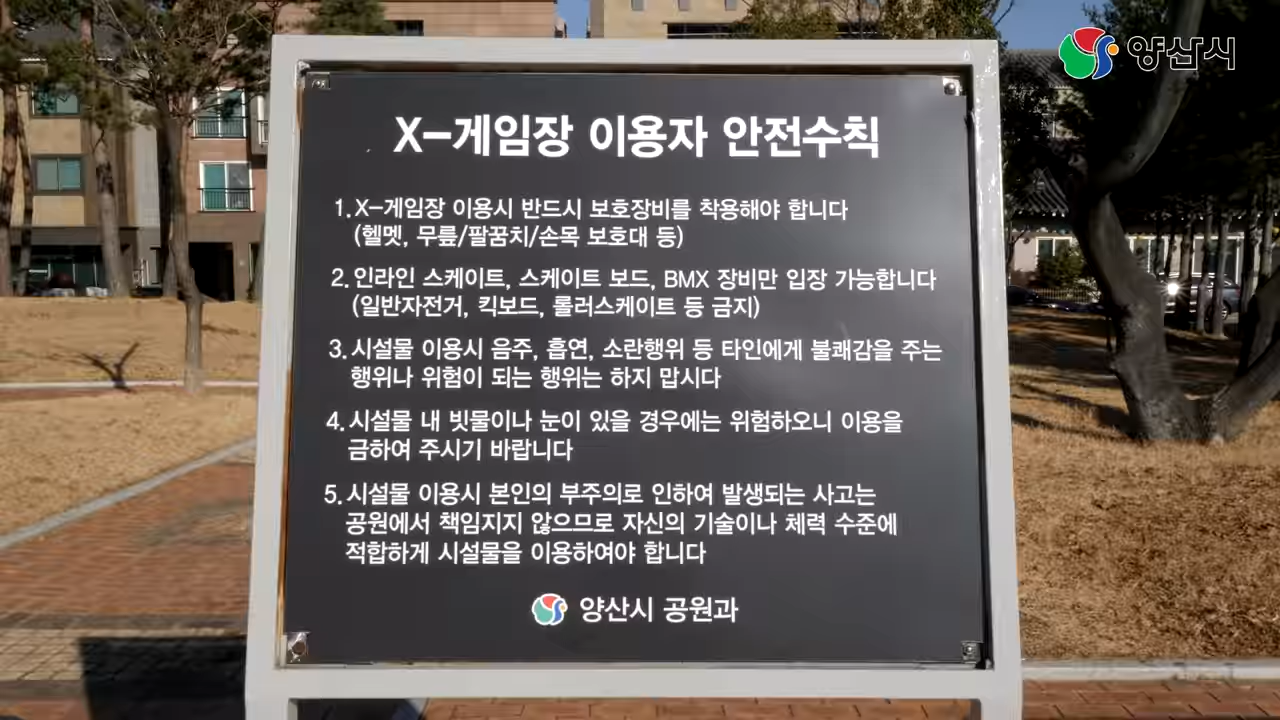 양산시
X-게임장 이용자 안전수칙
1. X-게임장 이용시 반드시 보호장비를 착용해야 합니다
(헬멧, 무릎/팔꿈치/손목 보호대 등)
2. 인라인 스케이트, 스케이트 보드, BMX 장비만 입장 가능합니다
(일반자전거, 킥보드, 롤러스케이트 등 금지)
3. 시설물 이용시 음주, 흡연, 소란행위 등 타인에게 불쾌감을 주는
행위나 위험이 되는 행위는 하지 맙시다
4. 시설물 내 빗물이나 눈이 있을 경우에는 위험하오니 이용을
금하여 주시기 바랍니다
5. 시설물 이용시 본인의 부주의로 인하여 발생되는 사고는
공원에서 책임지지 않으므로 자신의 기술이나 체력 수준에
적합하게 시설물을 이용하여야 합니다
양산시 공원과